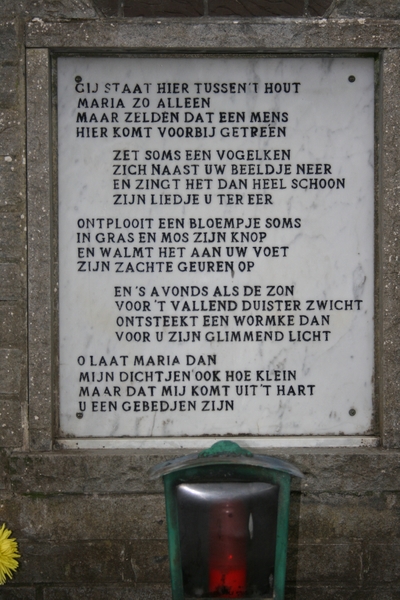 GIJ STAAT HIER TUSSEN 'T HOUT
MARIA ZO ALLEEN
MAAR ZELDEN DAT EEN MENS
HIER KOMT VOORBIJ GETREËN
ZET SOMS EEN VOGELKEN
ZICH NAAST UW BEELDJE NEER
EN ZINGT HET DAN HEEL SCHOON
ZIJN LIEDJE U TER EER
ONTPLOOIT EEN BLOEMPJE SOMS
IN GRAS EN MOS ZIJN KNOP
EN WALMT HET AAN UW VOET
ZIJN ZACHTE GEUREN OP
EN 'S AVONDS ALS DE ZON
VOOR 'T VALLEND DUISTER ZWICHT
ONTSTEEKT EEN WORMKE DAN
VOOR U ZIJN GLIMMEND LICHT
O LAAT MARIA DAN
MIJN DICHTJEN OOK HOE KLEIN
MAAR DAT MIJ KOMT UIT 'T HART
U EEN GEBEDJEN ZIJN